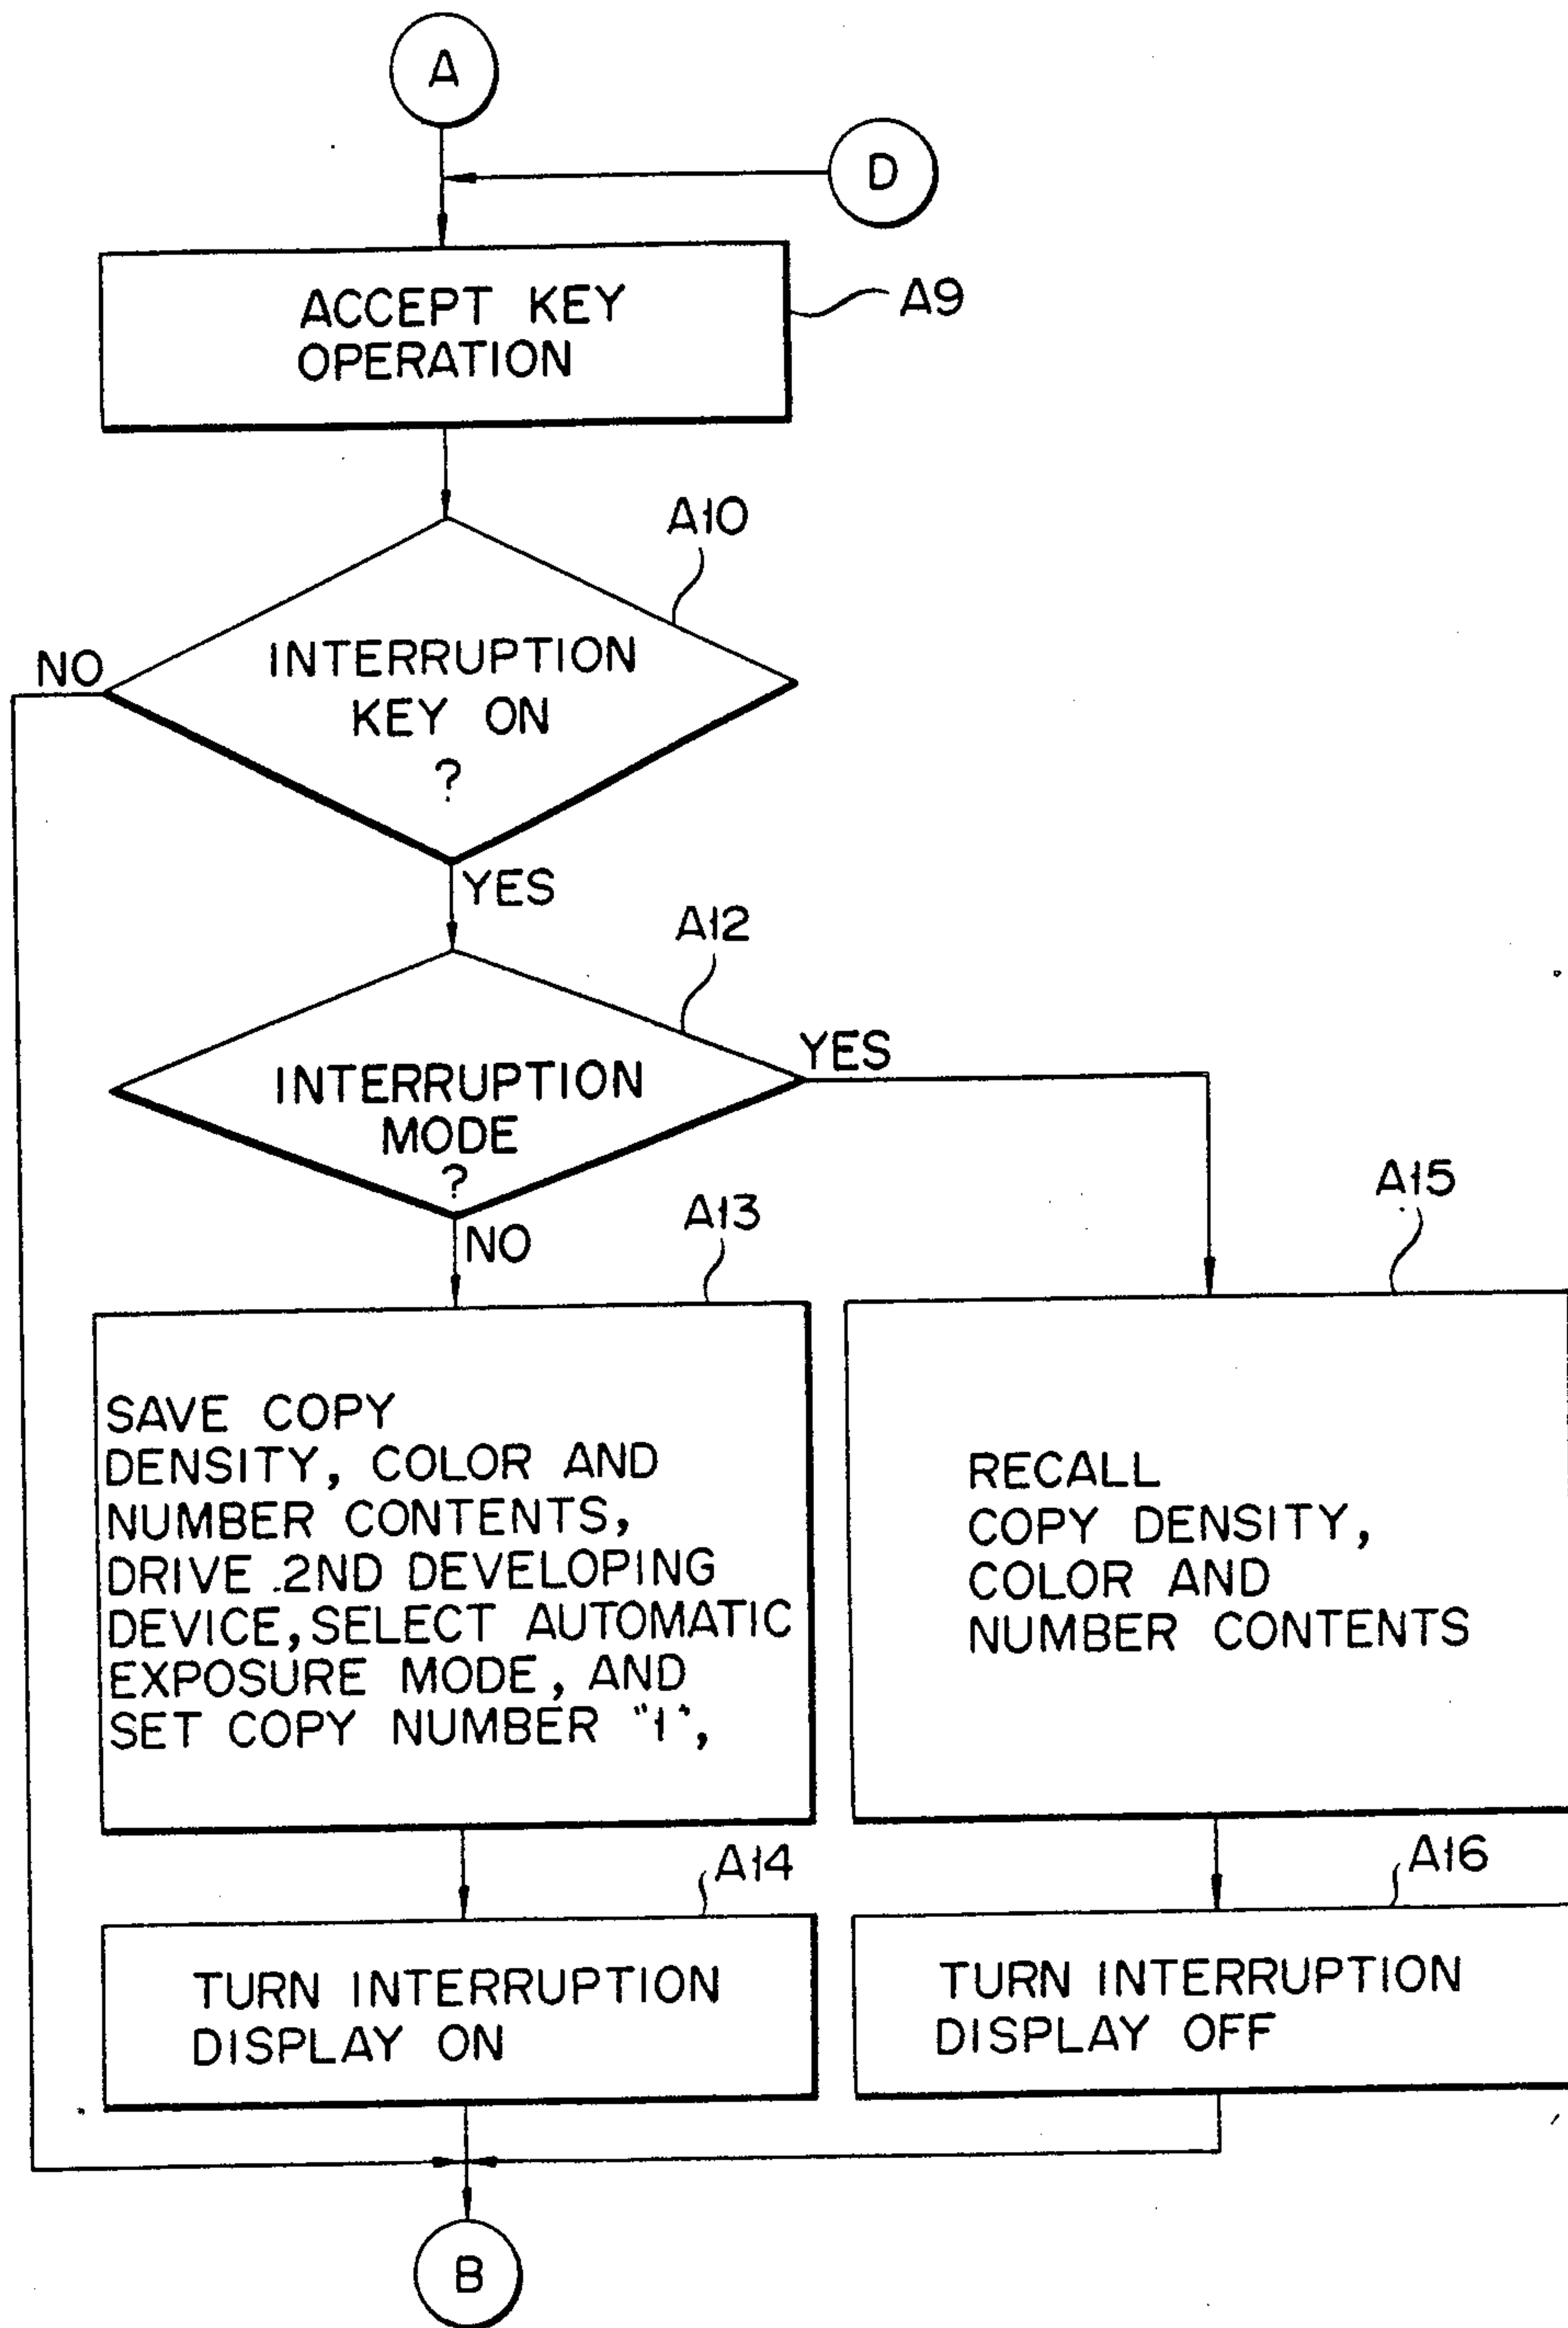 A
D
ACCEPT KEY
OPERATION
A9
A10
INTERRUPTION
KEY ON
?
NO
YES
A12
INTERRUPTION
MODE
?
YES
NO
A13
A15
SAVE COPY
DENSITY, COLOR AND
NUMBER CONTENTS,
DRIVE 2ND DEVELOPING
DEVICE, SELECT AUTOMATIC
EXPOSURE MODE, AND
SET COPY NUMBER "1",
RECALL
COPY DENSITY,
COLOR AND
NUMBER CONTENTS
A14
A16
TURN INTERRUPTION
DISPLAY ON
TURN INTERRUPTION
DISPLAY OFF
B